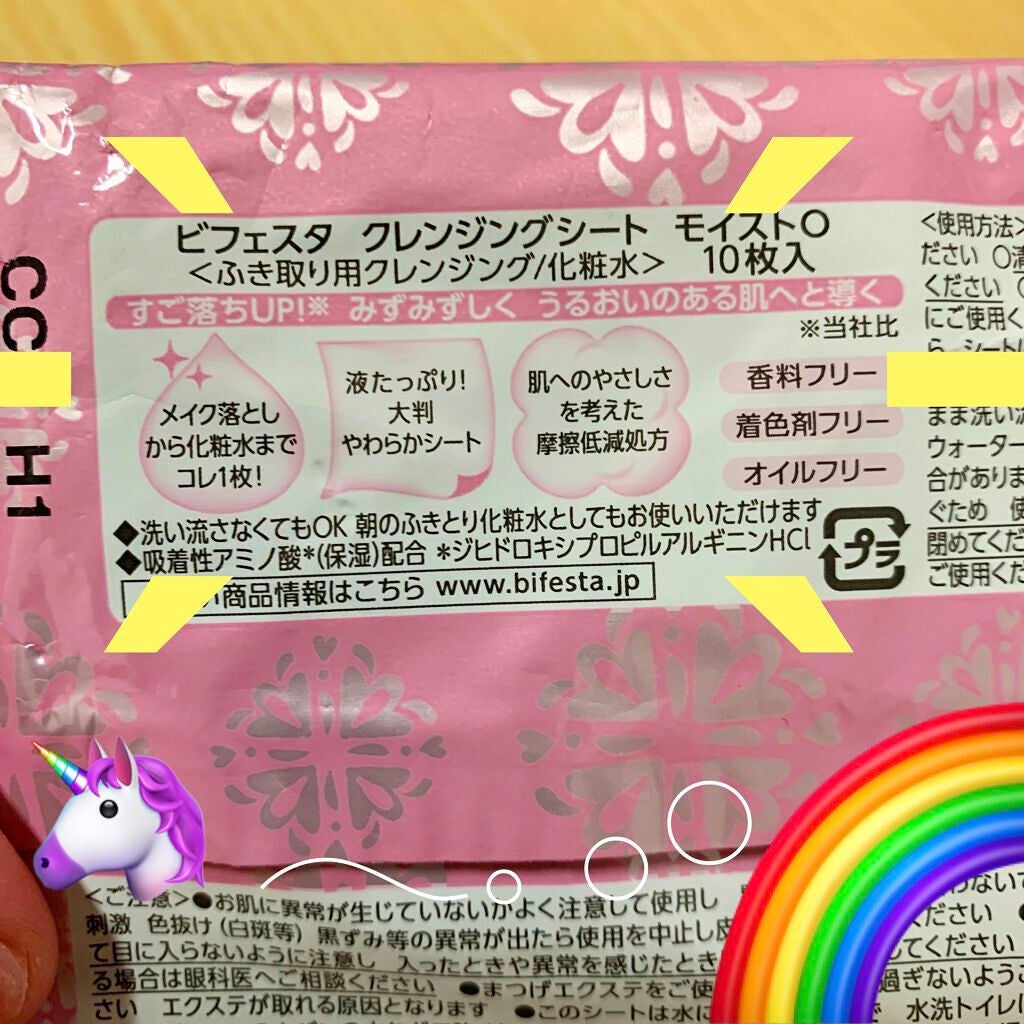 ビフェスタ クレンジングシート モイストO
<ふき取り用クレンジング/化粧水> 10枚入
すご落ちUP!※ みずみずしく うるおいのある肌へと導く
※当社比
メイク落とし
から化粧水まで
コレ1枚!
液たっぷり!
大判
やわらかシート
肌へのやさしさ
を考えた
摩擦低減処方
香料フリー
着色剤フリー
オイルフリー
◆洗い流さなくてもOK 朝のふきとり化粧水としてもお使いいただけます
◆吸着性アミノ酸*(保湿)配合 *ジヒドロキシプロピルアルギニンHCl
い商品情報はこちら www.bifesta.jp
プラ
CC
H1
<使用方法>
ださい ○
ください
にご使用く
ら シート
まま洗い流
ウォーター
合がありま
ぐため 使
閉めてくだ
ご使用くだ
<ご注意>●お肌に異常が生じていないかよく注意して使用し
刺激 色抜け(白斑等) 黒ずみ等の異常が出たら使用を中止し皮
て目に入らないように注意し 入ったときや異常を感じたとき
る場合は眼科医へご相談ください ●まつげエクステをご使
さい エクステが取れる原因となります ●このシートは水に
わない
ください
てください
過ぎないよう
水洗トイレに